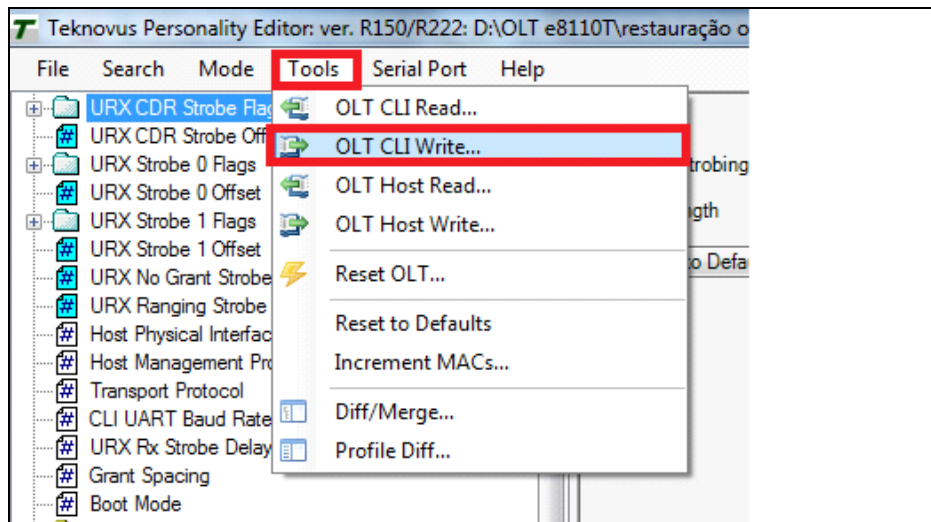 Teknovus Personality Editor: ver. R150/R222: D:\OLT e8110T\restauração o
File Search Mode Tools Serial Port Help
URX CDR Strobe Flag
URX CDR Strobe Off
URX Strobe 0 Flags
URX Strobe 0 Offset
URX Strobe 1 Flags
URX Strobe 1 Offset
URX No Grant Strobe
URX Ranging Strobe
Host Physical Interfac
Host Management Pro
Transport Protocol
CLI UART Baud Rate
URX Rx Strobe Delay
Grant Spacing
Boot Mode
OLT CLI Read...
OLT CLI Write...
OLT Host Read...
OLT Host Write...
Reset OLT...
Reset to Defaults
Increment MACs...
Diff/Merge...
Profile Diff...
trobing
ngth
to Defa